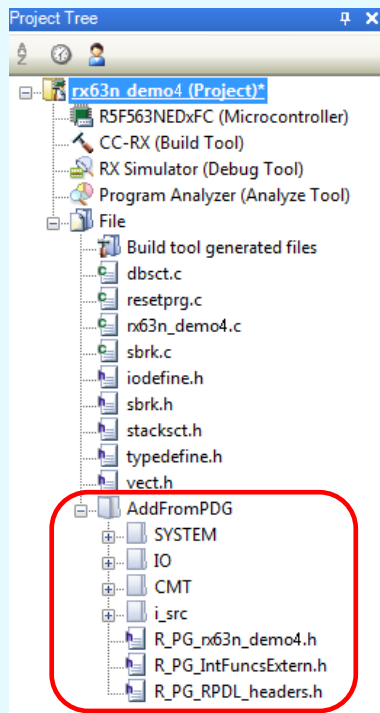 Project Tree
rx63n_demo4 (Project)*
R5F563NEDxFC (Microcontroller)
CC-RX (Build Tool)
RX Simulator (Debug Tool)
Program Analyzer (Analyze Tool)
File
Build tool generated files
dbsct.c
resetprg.c
rx63n_demo4.c
sbrk.c
iodefine.h
sbrk.h
stacksct.h
typedefine.h
vect.h
AddFromPDG
SYSTEM
IO
CMT
i_src
R_PG_rx63n_demo4.h
R_PG_IntFuncsExtern.h
R_PG_RPDL_headers.h